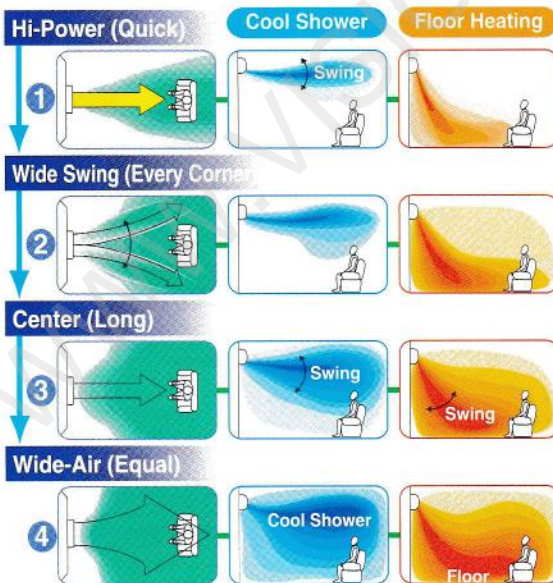 Hi-Power (Quick)
Cool Shower
Floor Heating
1
Swing
Wide Swing (Every Corner
2
Center (Long)
3
Swing
Swing
Wide-Air (Equal)
4
Cool Shower
Floor